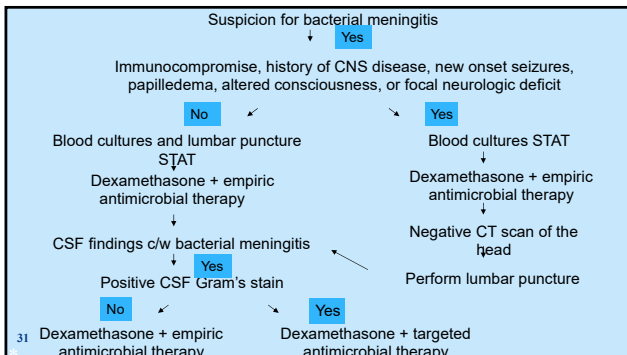 Suspicion for bacterial meningitis
Yes
Immunocompromise, history of CNS disease, new onset seizures,
papilledema, altered consciousness, or focal neurologic deficit
No
Yes
Blood cultures and lumbar puncture
STAT
Dexamethasone + empiric
antimicrobial therapy
Blood cultures STAT
Dexamethasone + empiric
antimicrobial therapy
Negative CT scan of the
head
Perform lumbar puncture
CSF findings c/w bacterial meningitis
Yes
Positive CSF Gram's stain
No
Yes
Dexamethasone + empiric
antimicrobial therapy
Dexamethasone + targeted
antimicrobial therapy
31